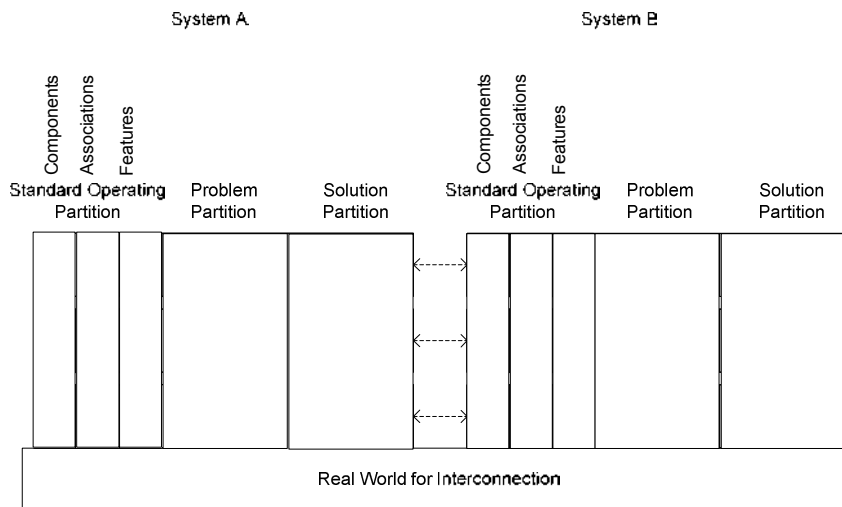 System A
System B
Components
Associations
Features
Components
Associations
Features
Standard Operating
Partition
Problem
Partition
Solution
Partition
Standard Operating
Partition
Problem
Partition
Solution
Partition
Real World for Interconnection